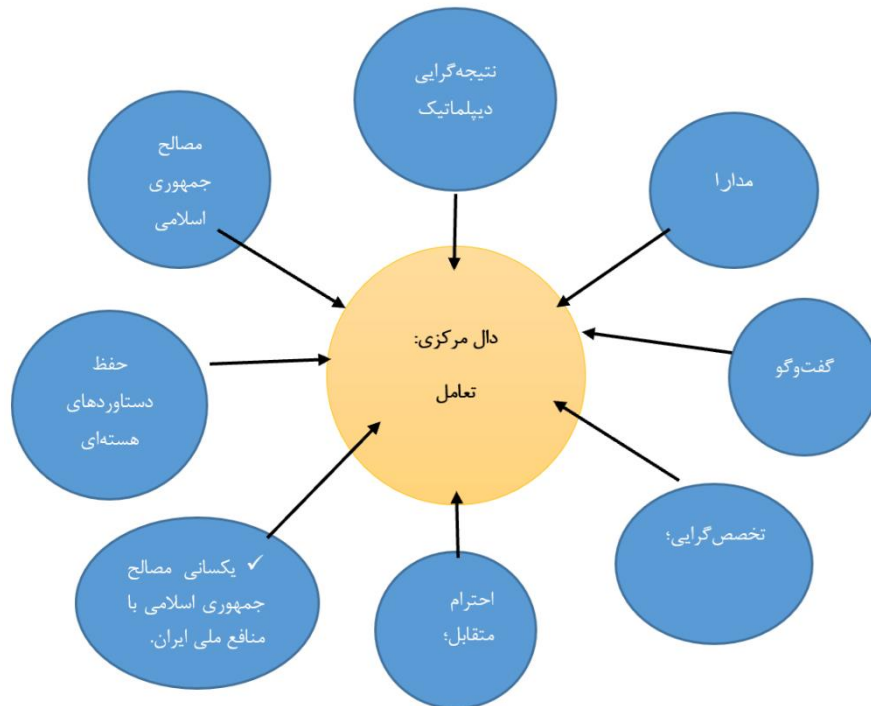 نتیجه‌گرایی
دیپلماتیک
مدارا
گفت‌وگو
تخصص‌گرایی؛
احترام
متقابل؛
✓ یکسانی مصالح
جمهوری اسلامی با
منافع ملی ایران.
حفظ
دستاوردهای
هسته‌ای
مصالح
جمهوری
اسلامی
دال مرکزی:
تعامل